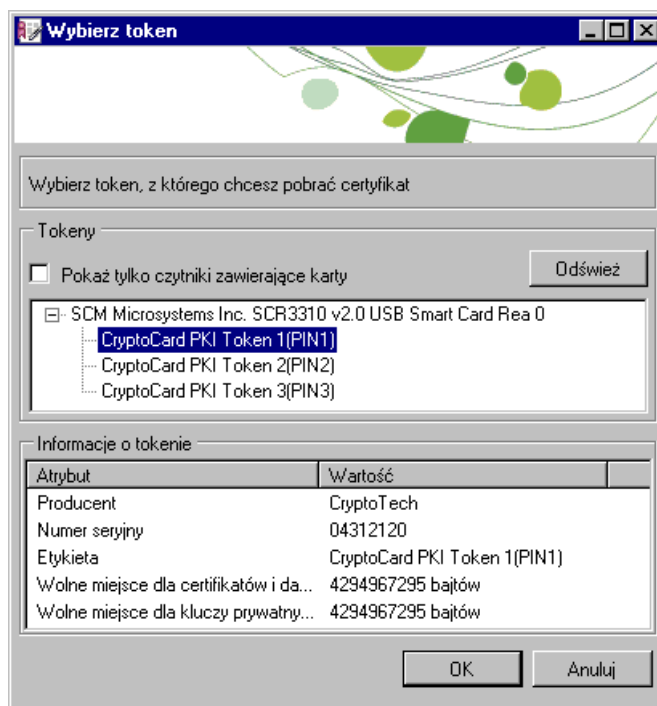 Wybierz token
Wybierz token, z którego chcesz pobrać certyfikat
Tokeny
Pokaż tylko czytniki zawierające karty
Odśwież
SCM Microsystems Inc. SCR3310 v2.0 USB Smart Card Rea 0
CryptoCard PKI Token 1(PIN1)
CryptoCard PKI Token 2(PIN2)
CryptoCard PKI Token 3(PIN3)
Informacje o tokenie
Atrybut Wartość
Producent CryptoTech
Numer seryjny 04312120
Etykieta CryptoCard PKI Token 1(PIN1)
Wolne miejsce dla certifikatów i da... 4294967295 bajtów
Wolne miejsce dla kluczy prywatny... 4294967295 bajtów
OK Anuluj